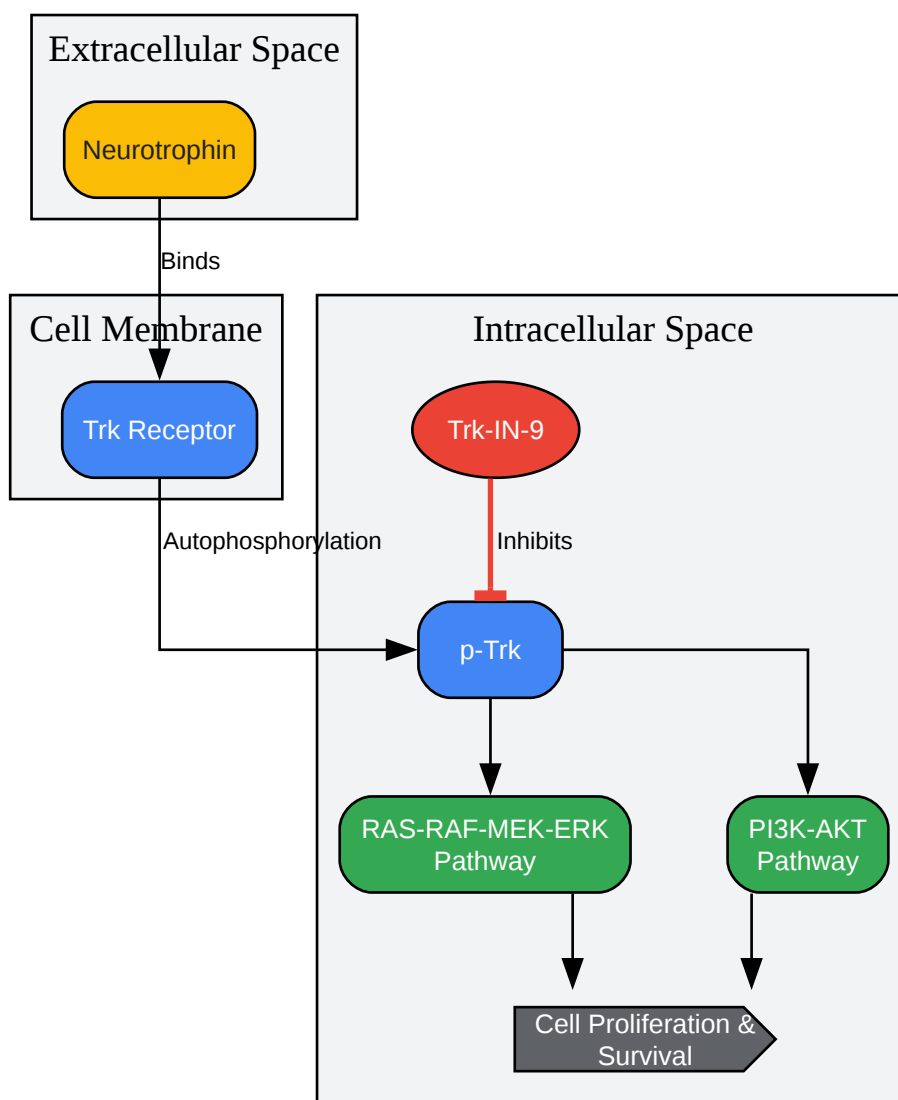 Extracellular Space
Neurotrophin
Binds
Cell Membrane
Intracellular Space
Trk Receptor
Trk-IN-9
Autophosphorylation
Inhibits
p-Trk
RAS-RAF-MEK-ERK
Pathway
PI3K-AKT
Pathway
Cell Proliferation &
Survival